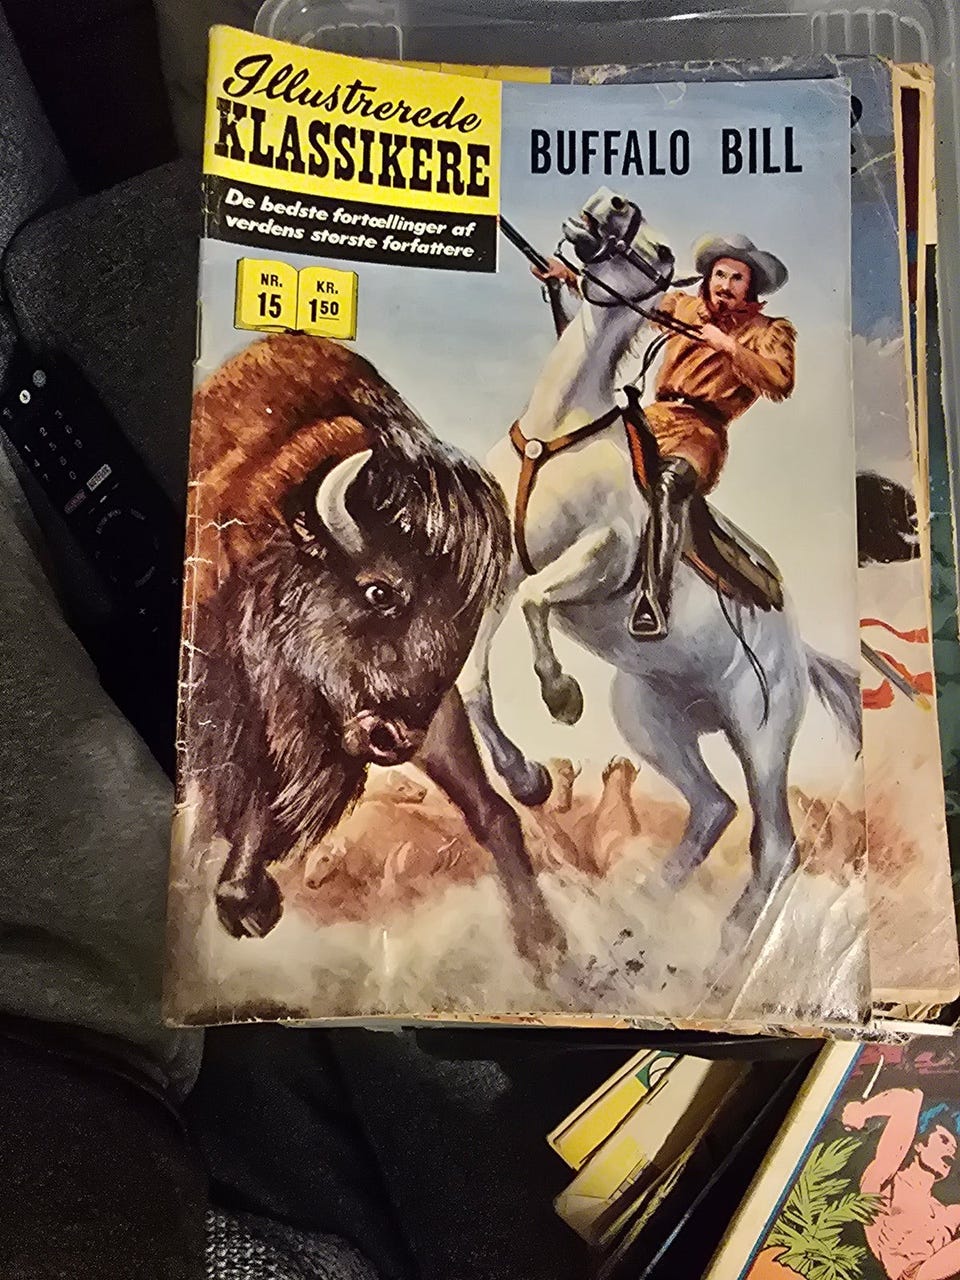 Illustrerede
KLASSIKERE
De bedste fortællinger af
verdens største forfattere
NR.
15
KR.
1 50
BUFFALO BILL